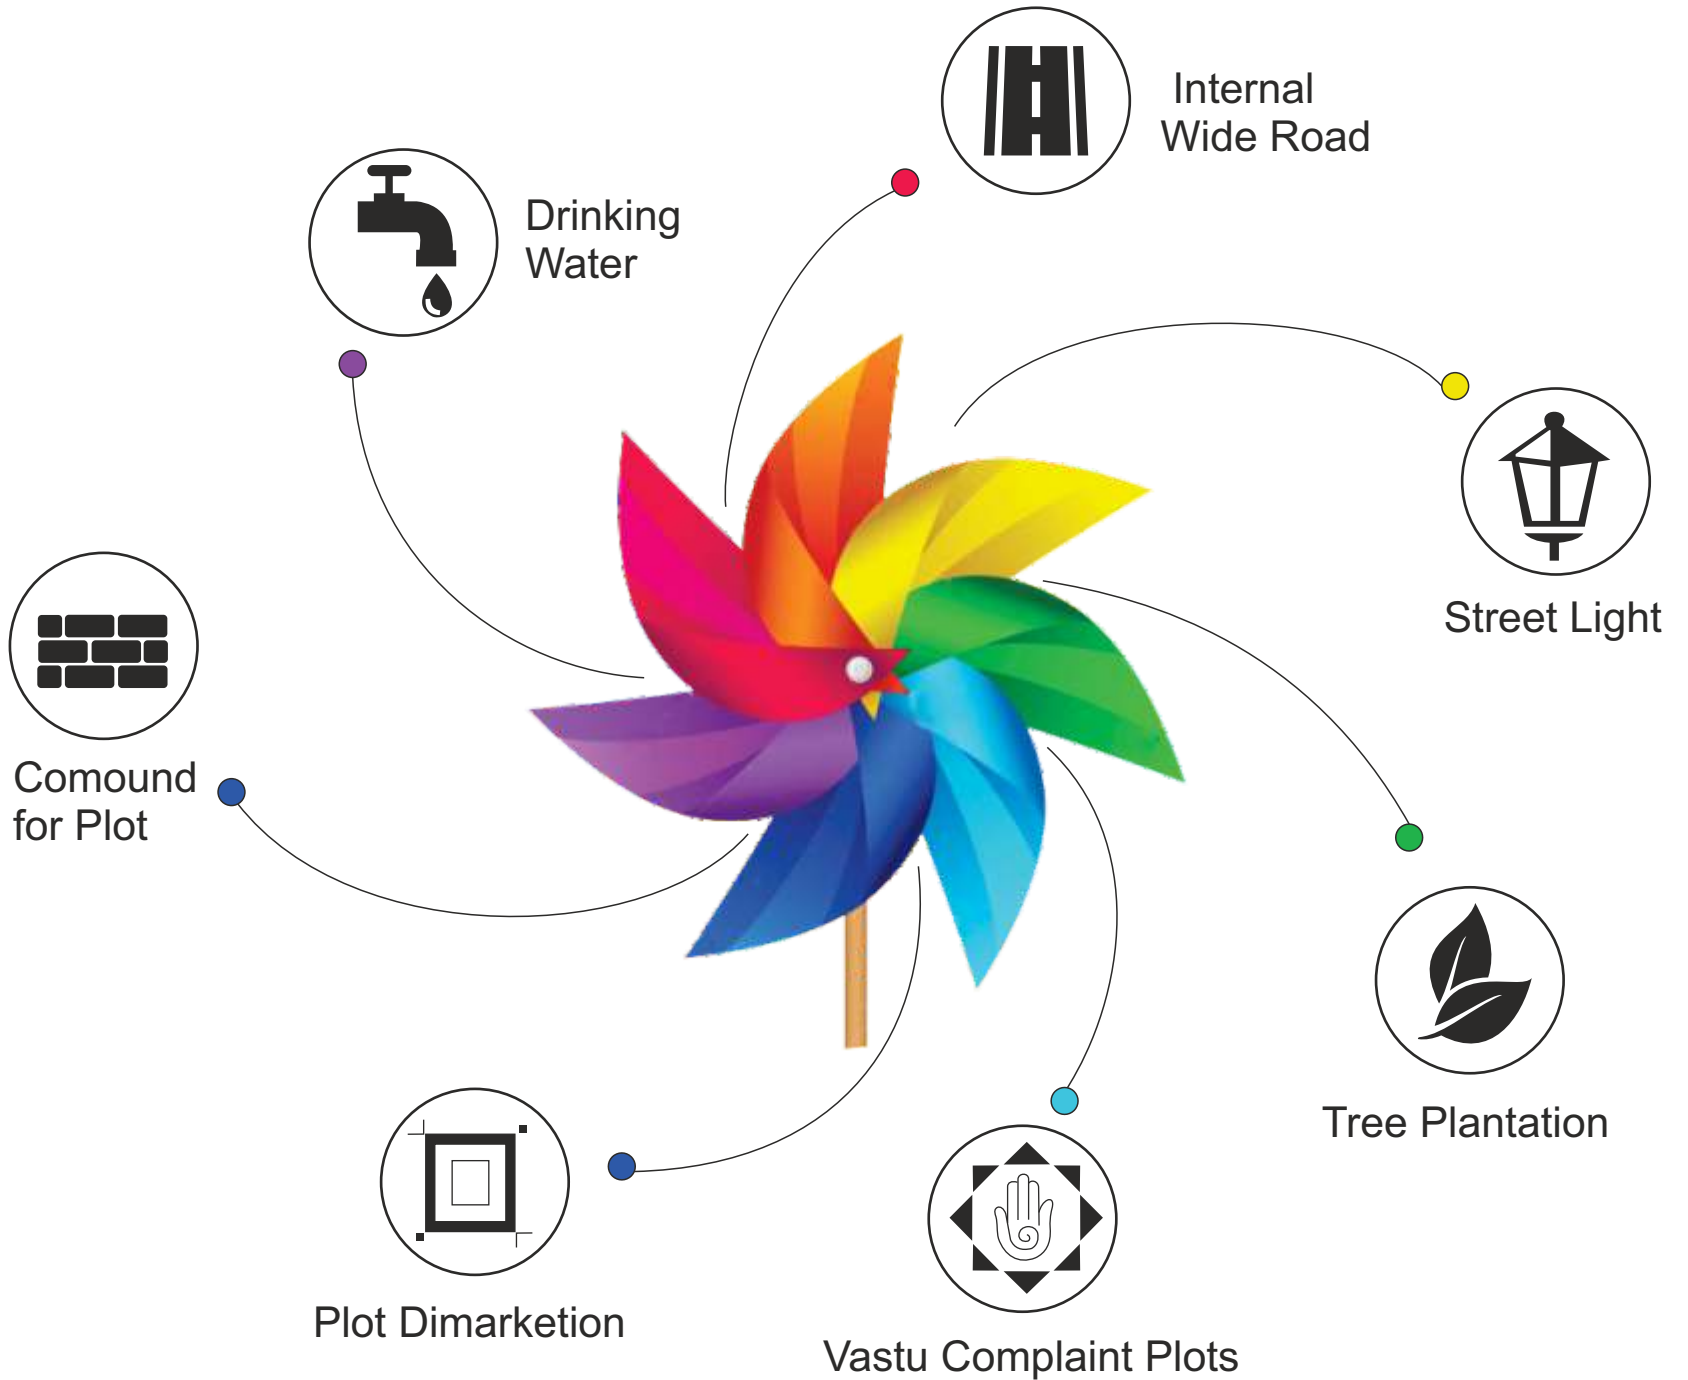 Internal
Wide Road
Drinking
Water
Street Light
Comound
for Plot
Tree Plantation
Plot Dimarketion
Vastu Complaint Plots